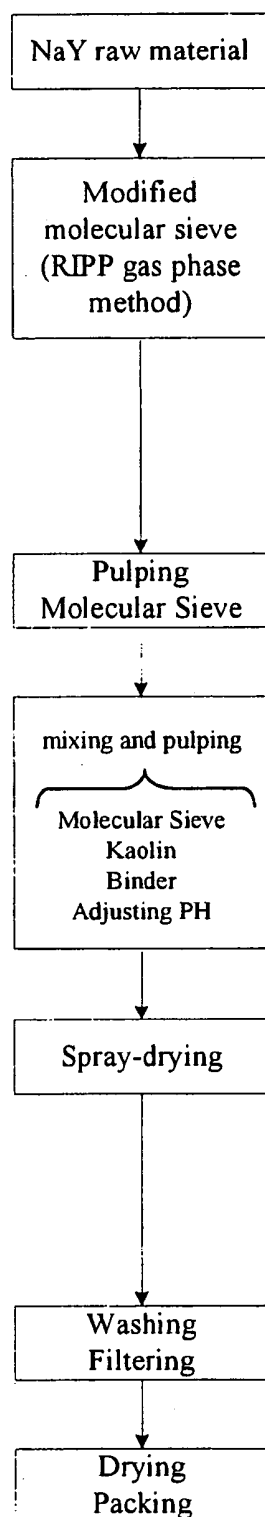 NaY raw material
Modified
molecular sieve
(RIPP gas phase
method)
Pulping
Molecular Sieve
mixing and pulping
Molecular Sieve
Kaolin
Binder
Adjusting PH
Spray-drying
Washing
Filtering
Drying
Packing